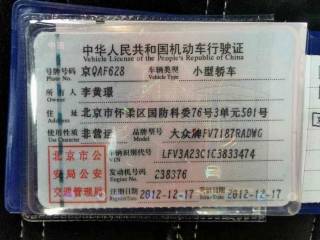 中华人民共和国机动车行驶证
Vehicle License of the People's Republic of China
号牌号码 京QAF628 车辆类型 小型轿车
Plate No. Vehicle Type
所有人 李黄璟
Owner
住址 北京市怀柔区国防科委76号3单元501号
Address
使用性质 非营运 品牌型号 大众牌FV7187RADWG
北京市公安局公安交通管理局
车辆识别代号 LFV3A23C1C3833474
VIN
发动机号码 238376
Engine No.
注册日期 2012-12-17 发证日期 2012-12-17
Register Date Issue Date